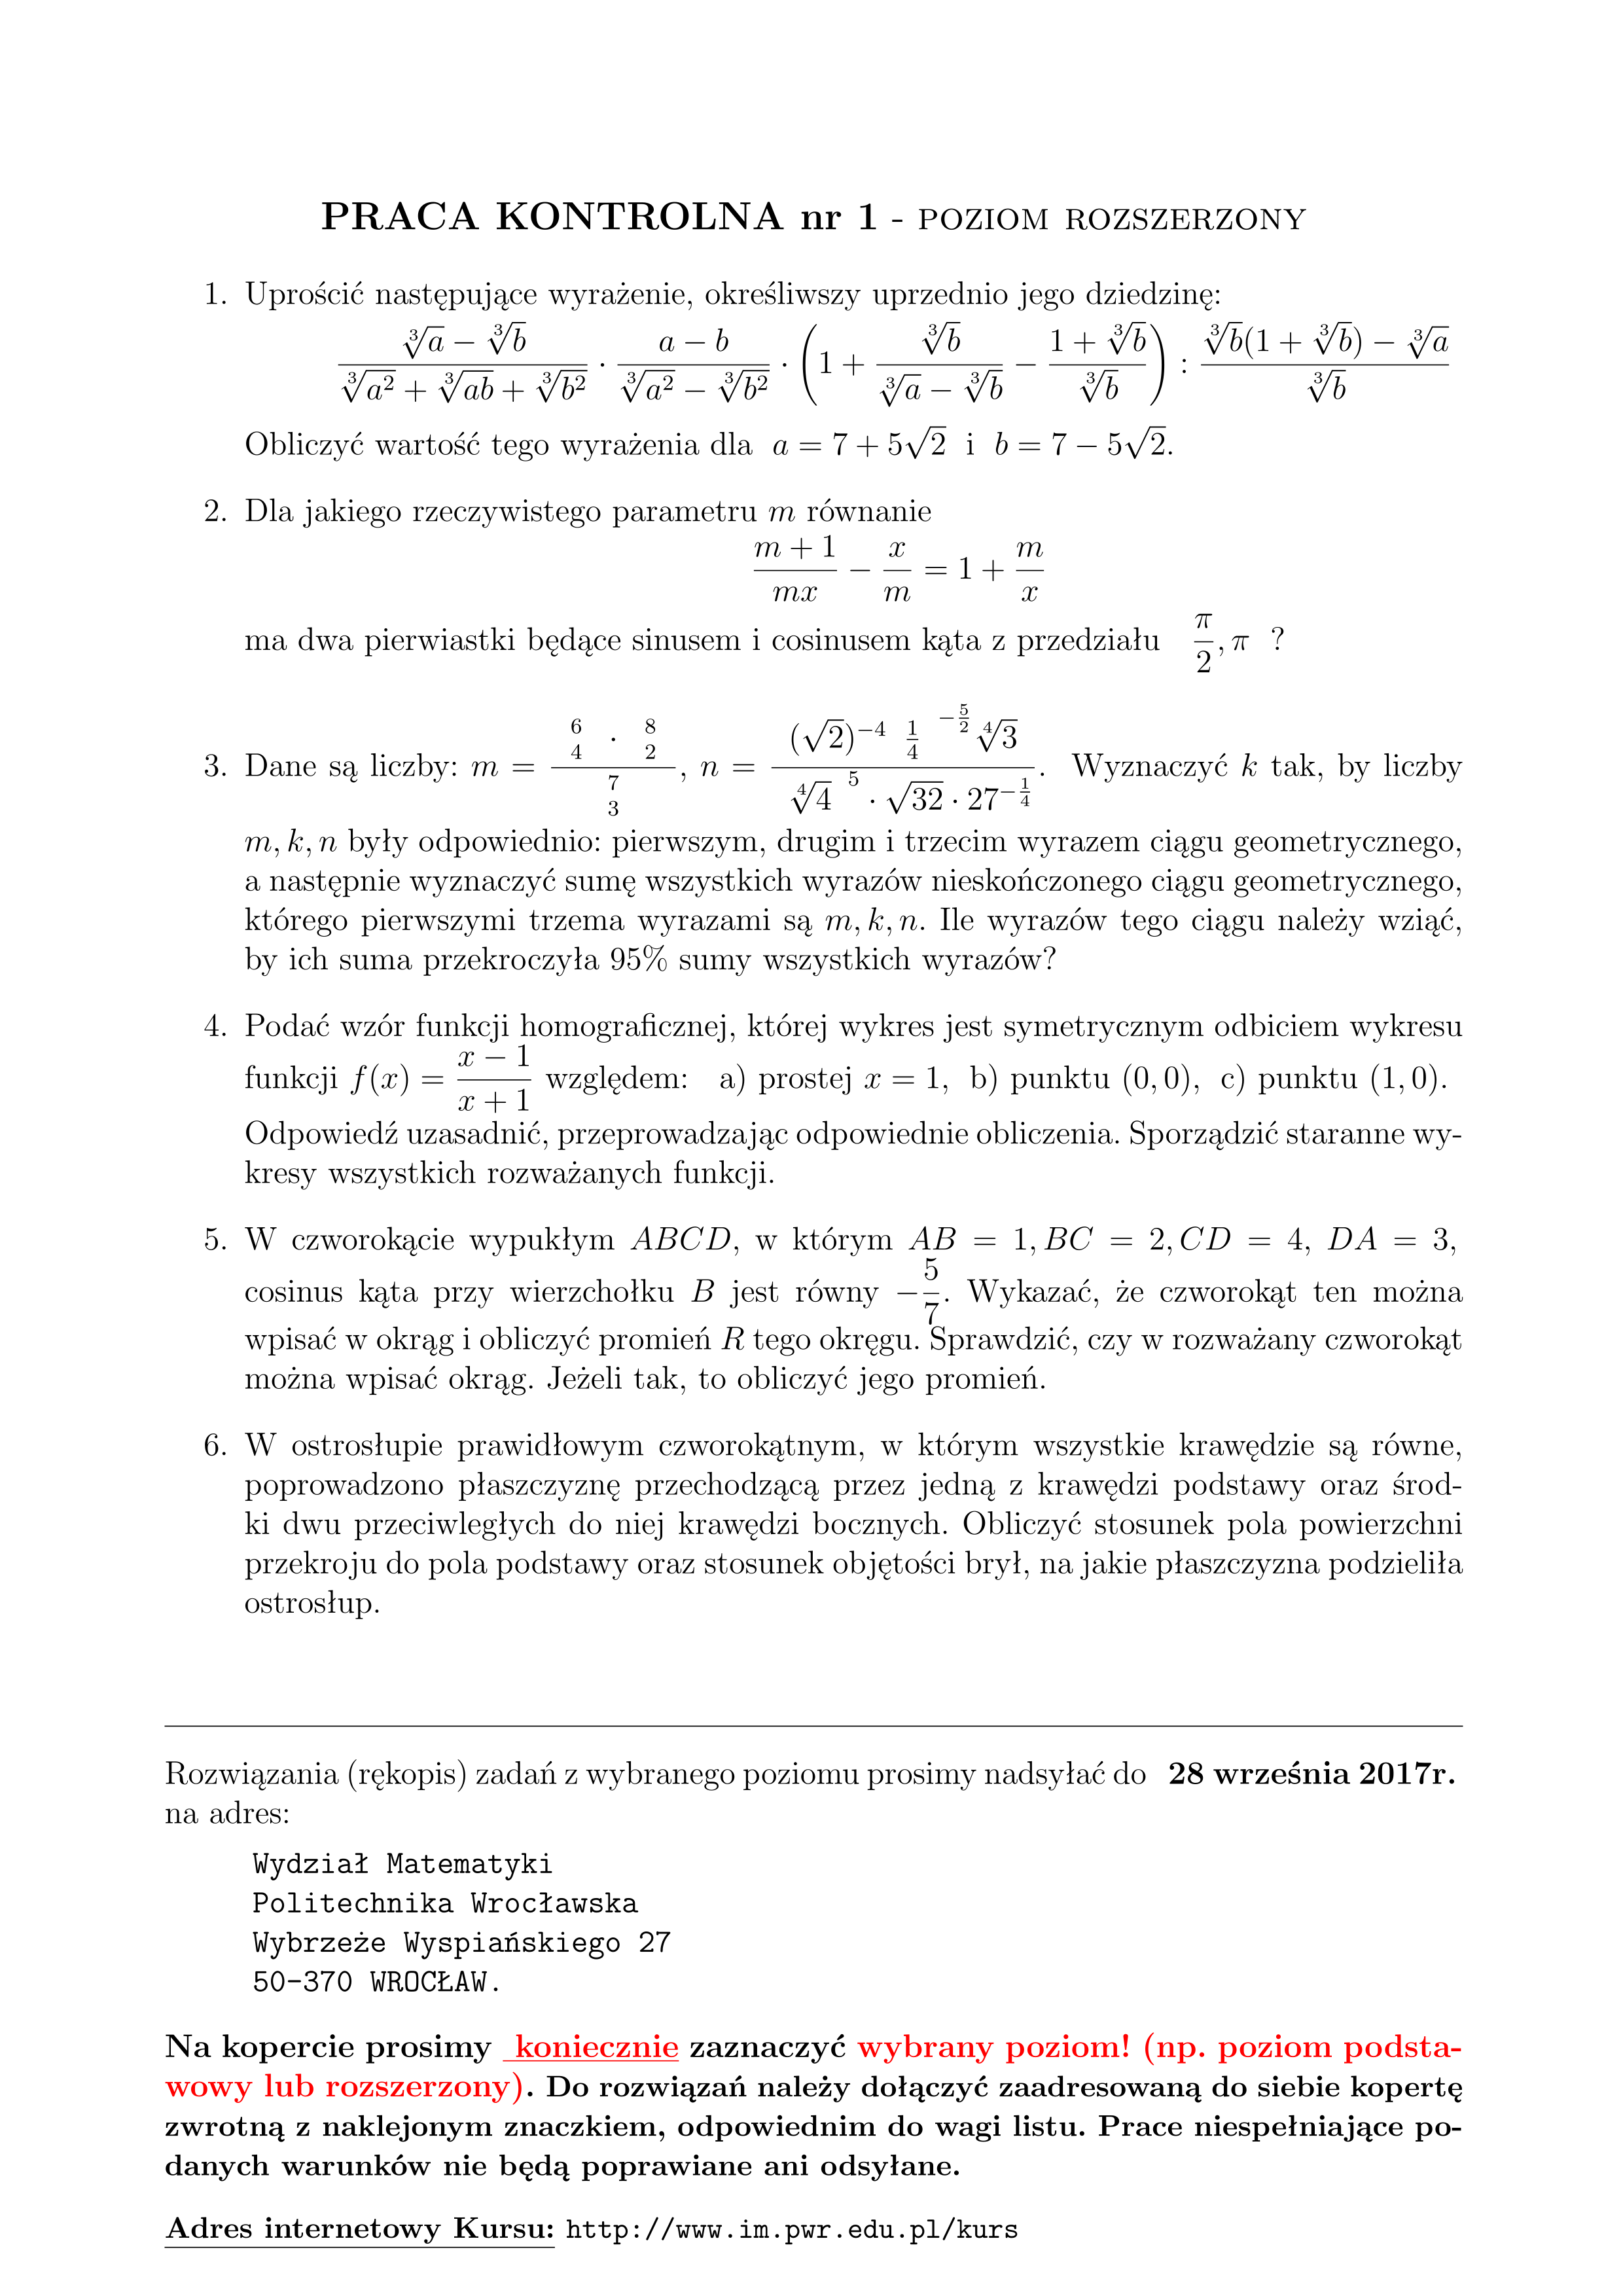 PRACA KONTROLNA nr 1 - POZIOM ROZSZERZONY
1. Uprościć następujące wyrażenie, określiwszy uprzednio jego dziedzinę:
$\frac{\sqrt[3]{a}-\sqrt[3]{b}}{\sqrt[3]{a^2}+\sqrt[3]{ab}+\sqrt[3]{b^2}} \cdot \frac{a-b}{\sqrt[3]{a^2}-\sqrt[3]{b^2}} \cdot \left(1+\frac{\sqrt[3]{b}}{\sqrt[3]{a}-\sqrt[3]{b}}-\frac{1+\sqrt[3]{b}}{\sqrt[3]{b}}\right) : \frac{\sqrt[3]{b}(1+\sqrt[3]{b})-\sqrt[3]{a}}{\sqrt[3]{b}}$
Obliczyć wartość tego wyrażenia dla $a = 7 + 5\sqrt{2}$ i $b = 7 - 5\sqrt{2}$.
2. Dla jakiego rzeczywistego parametru $m$ równanie
$\frac{m+1}{mx} - \frac{x}{m} = 1 + \frac{m}{x}$
ma dwa pierwiastki będące sinusem i cosinusem kąta z przedziału $\frac{\pi}{2}, \pi$ ?
3. Dane są liczby: $m = \frac{{6 \atop 4} \cdot {8 \atop 2}}{{7 \atop 3}}$, $n = \frac{(\sqrt{2})^{-4} \frac{1}{4}^{-\frac{5}{2}} \sqrt[4]{3}}{\sqrt[4]{4}^{5} \cdot \sqrt{32} \cdot 27^{-\frac{1}{4}}}$. Wyznaczyć $k$ tak, by liczby
$m, k, n$ były odpowiednio: pierwszym, drugim i trzecim wyrazem ciągu geometrycznego,
a następnie wyznaczyć sumę wszystkich wyrazów nieskończonego ciągu geometrycznego,
którego pierwszymi trzema wyrazami są $m, k, n$. Ile wyrazów tego ciągu należy wziąć,
by ich suma przekroczyła 95% sumy wszystkich wyrazów?
4. Podać wzór funkcji homograficznej, której wykres jest symetrycznym odbiciem wykresu
funkcji $f(x) = \frac{x-1}{x+1}$ względem: a) prostej $x = 1$, b) punktu $(0, 0)$, c) punktu $(1, 0)$.
Odpowiedź uzasadnić, przeprowadzając odpowiednie obliczenia. Sporządzić staranne wy-
kresy wszystkich rozważanych funkcji.
5. W czworokącie wypukłym $ABCD$, w którym $AB = 1, BC = 2, CD = 4, DA = 3$,
cosinus kąta przy wierzchołku $B$ jest równy $-\frac{5}{7}$. Wykazać, że czworokąt ten można
wpisać w okrąg i obliczyć promień $R$ tego okręgu. Sprawdzić, czy w rozważany czworokąt
można wpisać okrąg. Jeżeli tak, to obliczyć jego promień.
6. W ostrosłupie prawidłowym czworokątnym, w którym wszystkie krawędzie są równe,
poprowadzono płaszczyznę przechodzącą przez jedną z krawędzi podstawy oraz środ-
ki dwu przeciwległych do niej krawędzi bocznych. Obliczyć stosunek pola powierzchni
przekroju do pola podstawy oraz stosunek objętości brył, na jakie płaszczyzna podzieliła
ostrosłup.
Rozwiązania (rękopis) zadań z wybranego poziomu prosimy nadsyłać do 28 września 2017r.
na adres:
Wydział Matematyki
Politechnika Wrocławska
Wybrzeże Wyspiańskiego 27
50-370 WROCŁAW.
Na kopercie prosimy koniecznie zaznaczyć wybrany poziom! (np. poziom podsta-
wowy lub rozszerzony). Do rozwiązań należy dołączyć zaadresowaną do siebie kopertę
zwrotną z naklejonym znaczkiem, odpowiednim do wagi listu. Prace niespełniające po-
danych warunków nie będą poprawiane ani odsyłane.
Adres internetowy Kursu: http://www.im.pwr.edu.pl/kurs